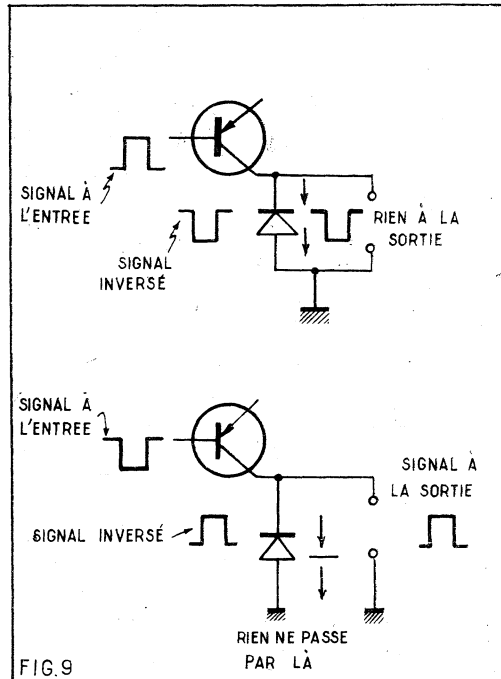 SIGNAL À
L'ENTREE
SIGNAL
INVERSÉ
RIEN À LA
SORTIE
SIGNAL À
L'ENTREE
SIGNAL À
LA SORTIE
SIGNAL INVERSÉ
RIEN NE PASSE
PAR LÀ
FIG.9